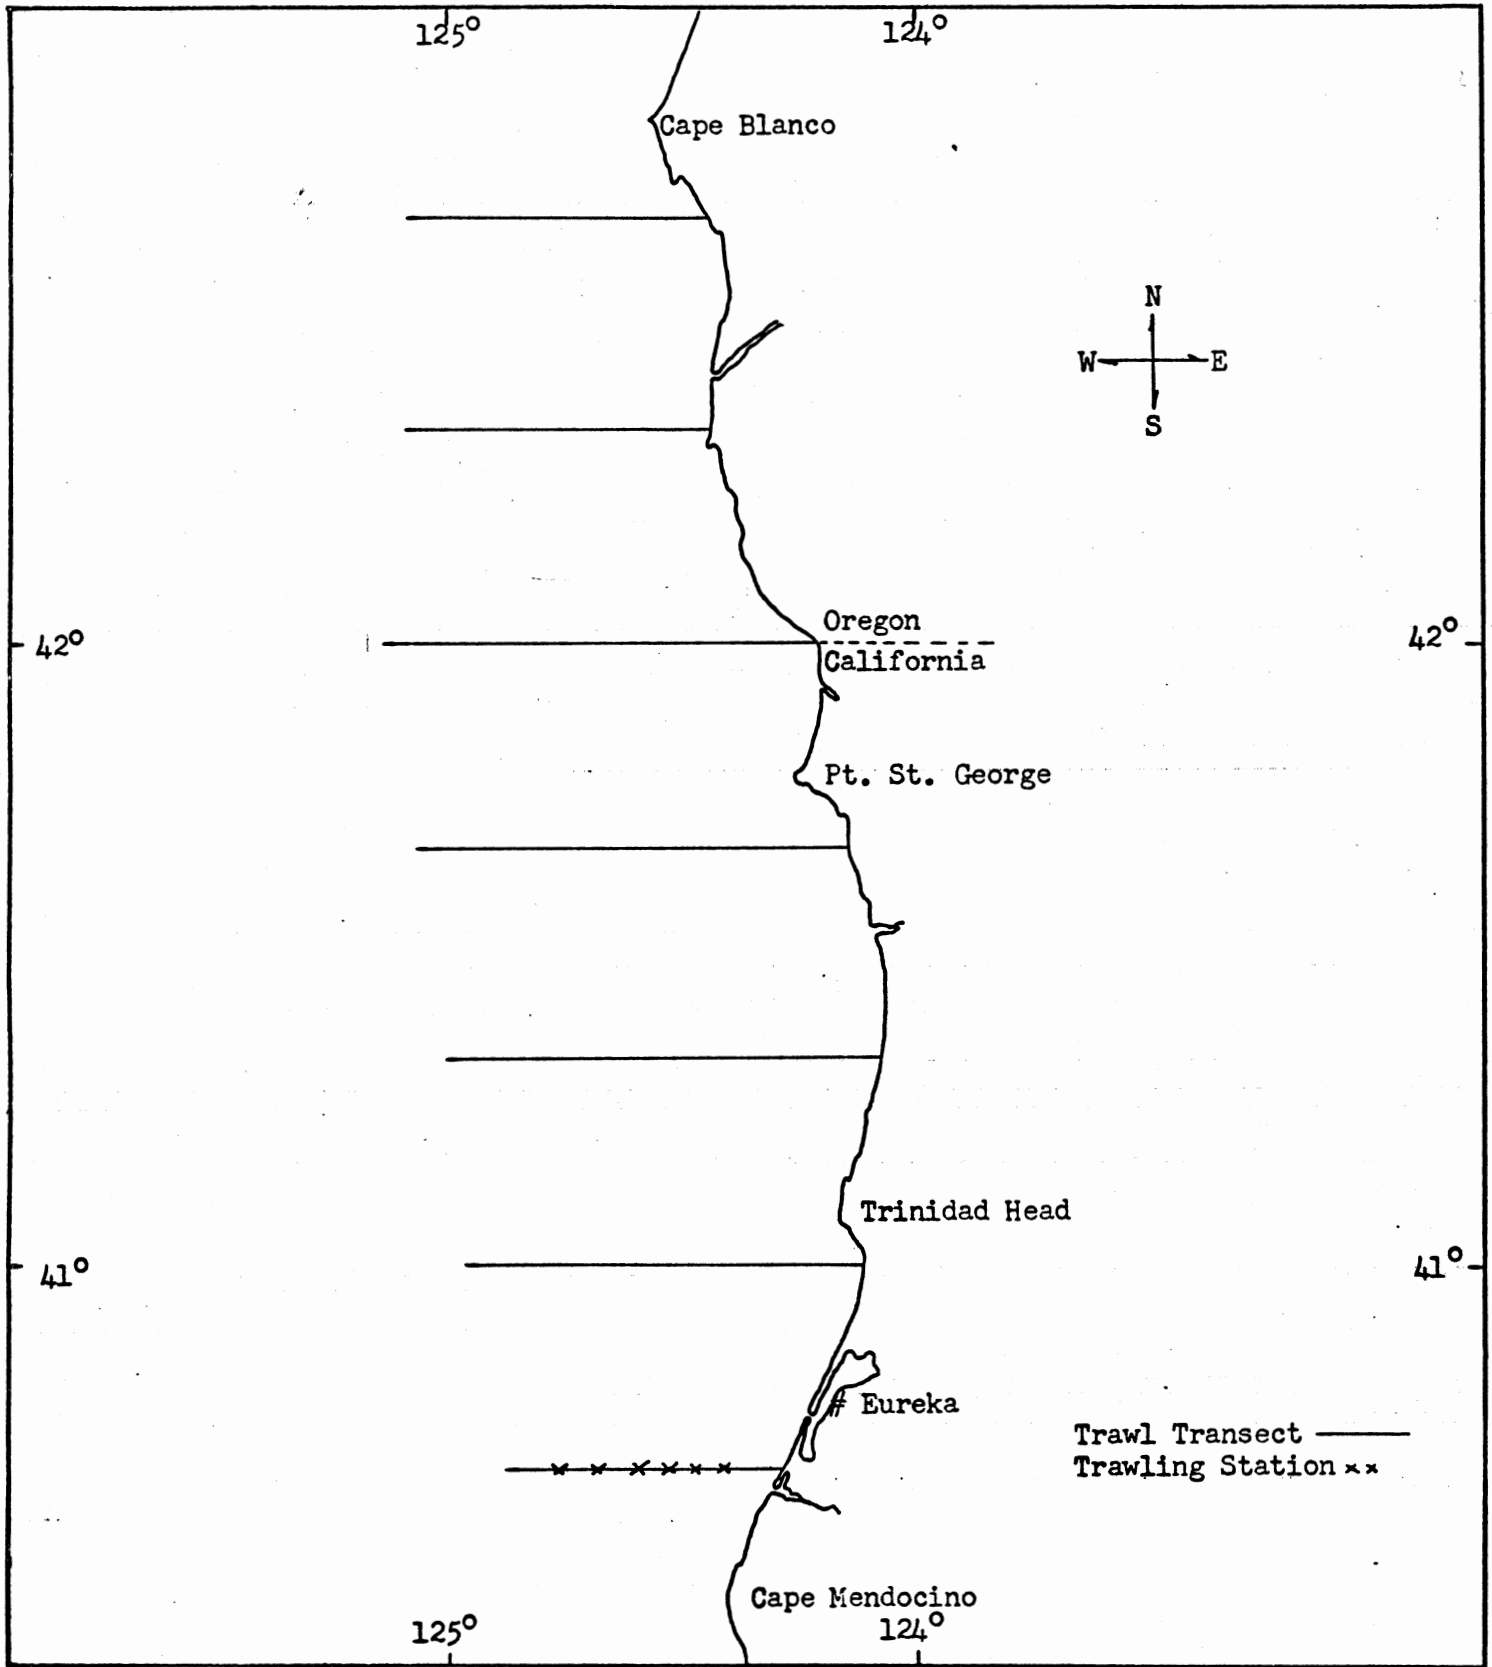 125° 124°
Cape Blanco
N
W E
S
Oregon
42° 42°
California
Pt. St. George
Trinidad Head
41° 41°
# Eureka
Trawl Transect
Trawling Station xx
Cape Mendocino
125° 124°